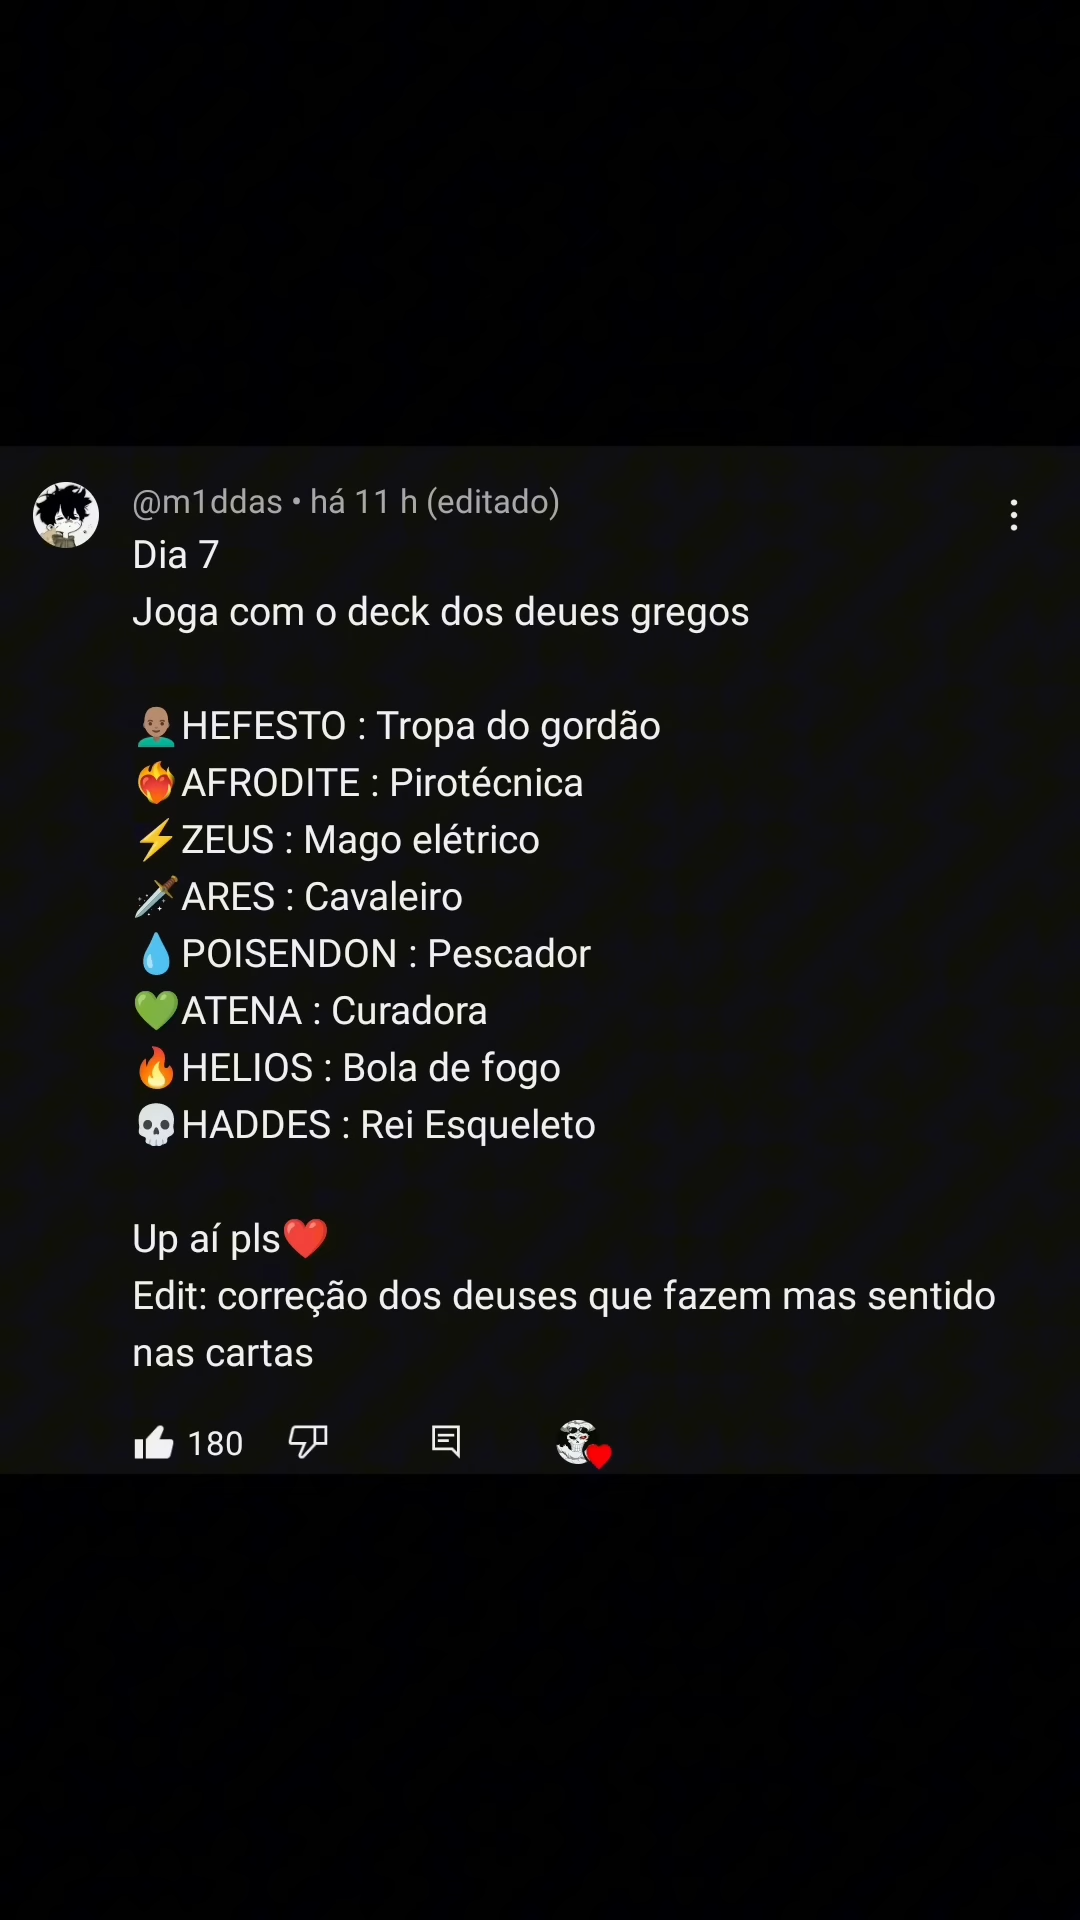 @m1ddas • há 11 h (editado)
Dia 7
Joga com o deck dos deues gregos
👨🏽‍🦲HEFESTO : Tropa do gordão
❤️‍🔥AFRODITE : Pirotécnica
⚡ZEUS : Mago elétrico
🗡️ARES : Cavaleiro
💧POISENDON : Pescador
💚ATENA : Curadora
🔥HELIOS : Bola de fogo
💀HADDES : Rei Esqueleto
Up aí pls❤️
Edit: correção dos deuses que fazem mas sentido
nas cartas
180